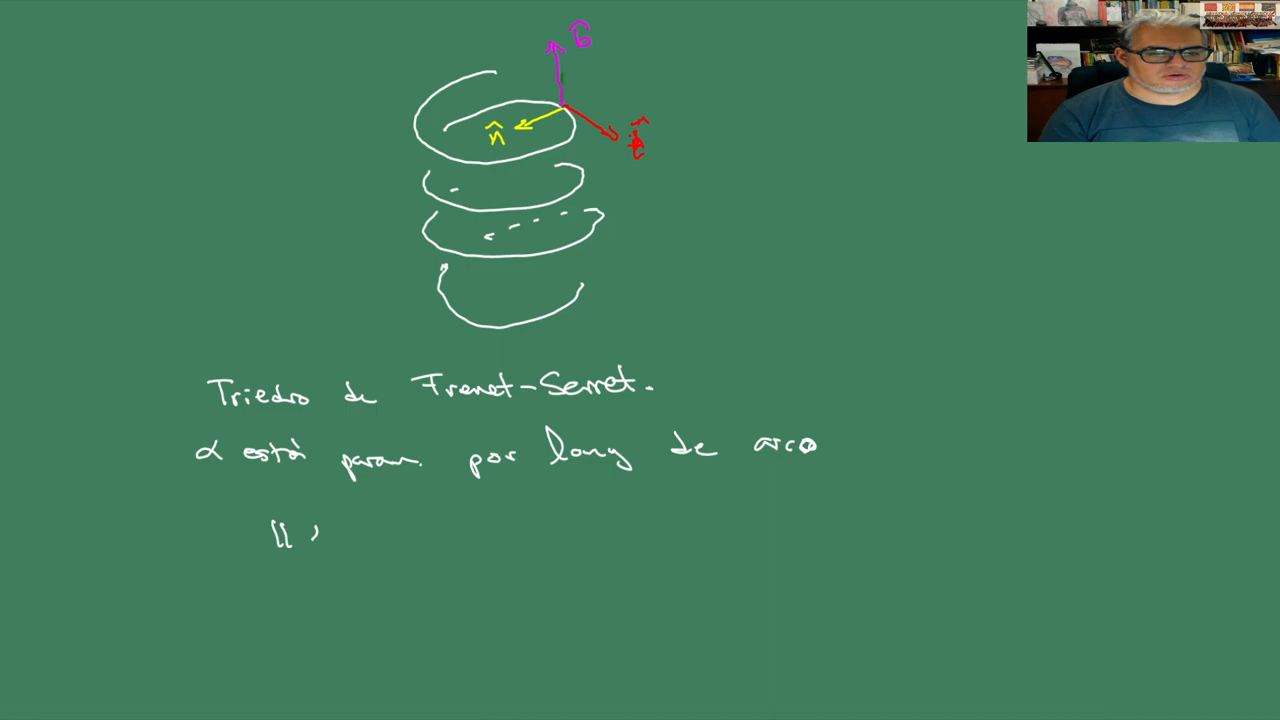 b̂
n̂
t̂
Triedro de Frenet-Serret.
α está param. por long de arco
||